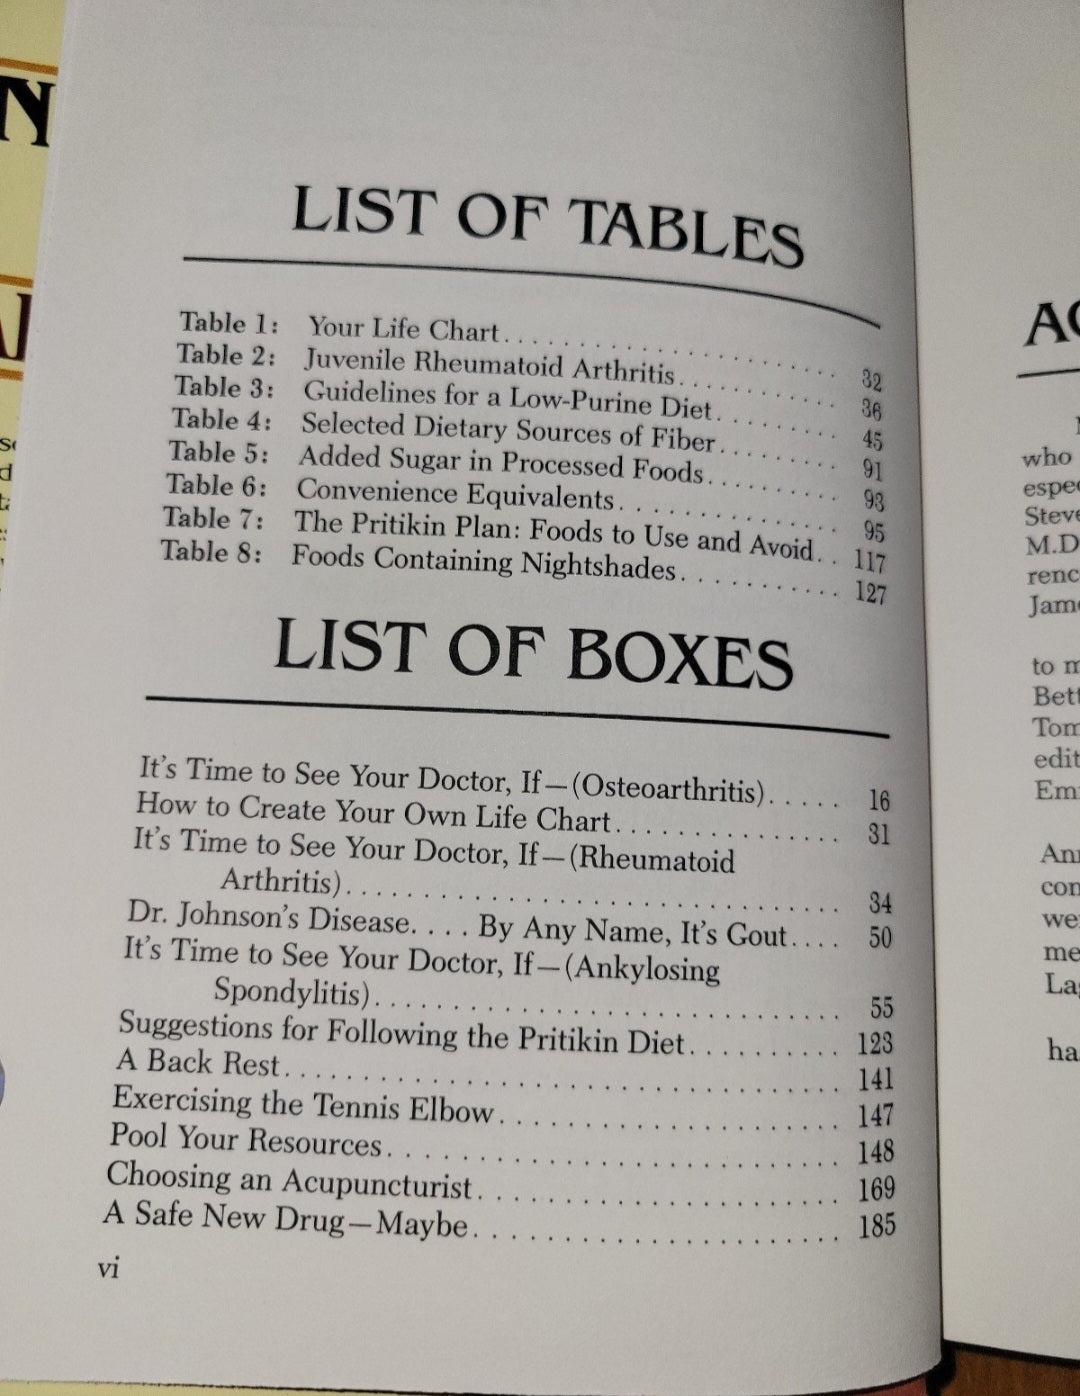 LIST OF TABLES
Table 1: Your Life Chart. . . . . . . . . . . . . . . . . . . . . . 32
Table 2: Juvenile Rheumatoid Arthritis. . . . . . . . . . . 36
Table 3: Guidelines for a Low-Purine Diet. . . . . . . . . 45
Table 4: Selected Dietary Sources of Fiber. . . . . . . . . 91
Table 5: Added Sugar in Processed Foods. . . . . . . . . . 93
Table 6: Convenience Equivalents. . . . . . . . . . . . . . . 95
Table 7: The Pritikin Plan: Foods to Use and Avoid. . . 117
Table 8: Foods Containing Nightshades. . . . . . . . . . . 127
LIST OF BOXES
It's Time to See Your Doctor, If—(Osteoarthritis). . . . . 16
How to Create Your Own Life Chart. . . . . . . . . . . . . . . 31
It's Time to See Your Doctor, If—(Rheumatoid
Arthritis). . . . . . . . . . . . . . . . . . . . . . . . . . . . . . . 34
Dr. Johnson's Disease. . . . By Any Name, It's Gout. . . . 50
It's Time to See Your Doctor, If—(Ankylosing
Spondylitis). . . . . . . . . . . . . . . . . . . . . . . . . . . . . 55
Suggestions for Following the Pritikin Diet. . . . . . . . . . 123
A Back Rest. . . . . . . . . . . . . . . . . . . . . . . . . . . . . . . . . . 141
Exercising the Tennis Elbow. . . . . . . . . . . . . . . . . . . . . 147
Pool Your Resources. . . . . . . . . . . . . . . . . . . . . . . . . . . . 148
Choosing an Acupuncturist. . . . . . . . . . . . . . . . . . . . . . . 169
A Safe New Drug—Maybe. . . . . . . . . . . . . . . . . . . . . . . 185
vi
who
to m